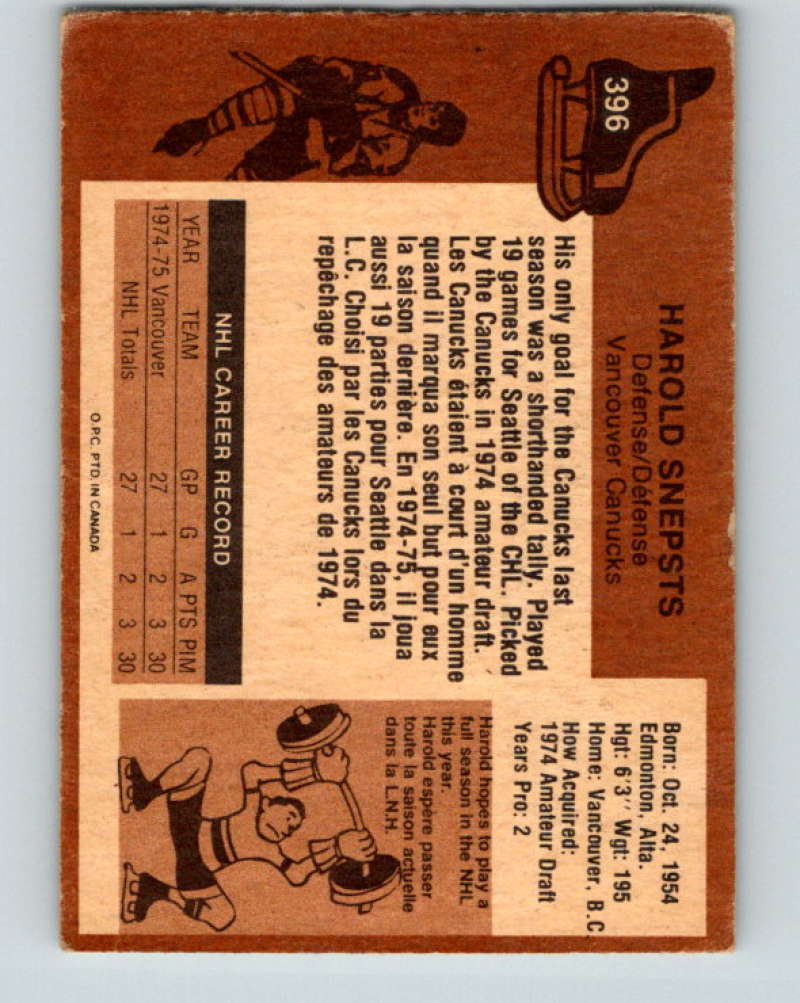 396
HAROLD SNEPSTS
Defense/Défense
Vancouver Canucks
Born: Oct. 24, 1954
Edmonton, Alta.
Hgt: 6'3'' Wgt: 195
Home: Vancouver, B.C.
How Acquired:
1974 Amateur Draft
Years Pro: 2
His only goal for the Canucks last
season was a shorthanded tally. Played
19 games for Seattle of the CHL. Picked
by the Canucks in 1974 amateur draft.
Les Canucks étaient à court d'un homme
quand il marqua son seul but pour eux
la saison dernière. En 1974-75, il joua
aussi 19 parties pour Seattle dans la
L.C. Choisi par les Canucks lors du
repêchage des amateurs de 1974.
NHL CAREER RECORD
YEAR TEAM GP G A PTS PIM
1974-75 Vancouver 27 1 2 3 30
NHL Totals 27 1 2 3 30
Harold hopes to play a
full season in the NHL
this year.
Harold espère passer
toute la saison actuelle
dans la L.N.H.
O.P.C. PTD. IN CANADA